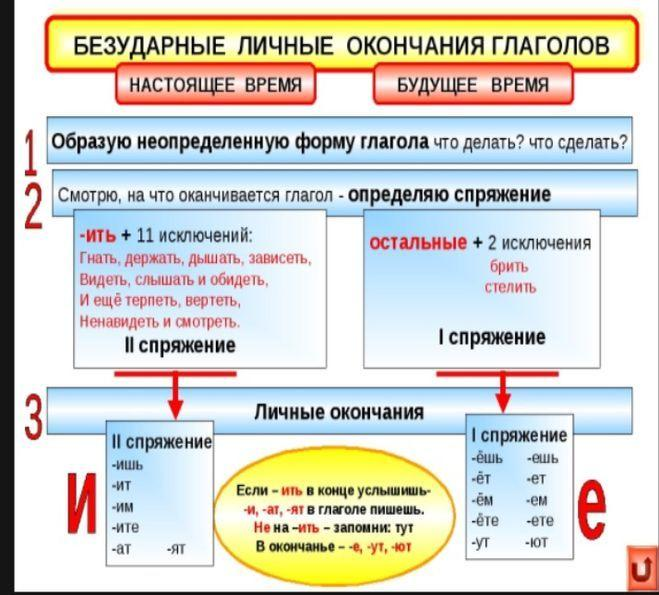 БЕЗУДАРНЫЕ ЛИЧНЫЕ ОКОНЧАНИЯ ГЛАГОЛОВ
НАСТОЯЩЕЕ ВРЕМЯ
БУДУЩЕЕ ВРЕМЯ
1 Образую неопределенную форму глагола что делать? что сделать?
2 Смотрю, на что оканчивается глагол - определяю спряжение
-ить + 11 исключений:
Гнать, держать, дышать, зависеть,
Видеть, слышать и обидеть,
И ещё терпеть, вертеть,
Ненавидеть и смотреть.
II спряжение
остальные + 2 исключения
брить
стелить
I спряжение
3 Личные окончания
И
II спряжение
-ишь
-ит
-им
-ите
-ат -ят
Если – ить в конце услышишь-
-и, -ат, -ят в глаголе пишешь.
Не на –ить – запомни: тут
В окончанье – -е, -ут, -ют
I спряжение
-ёшь -ешь
-ёт -ет
-ём -ем
-ёте -ете
-ут -ют
е